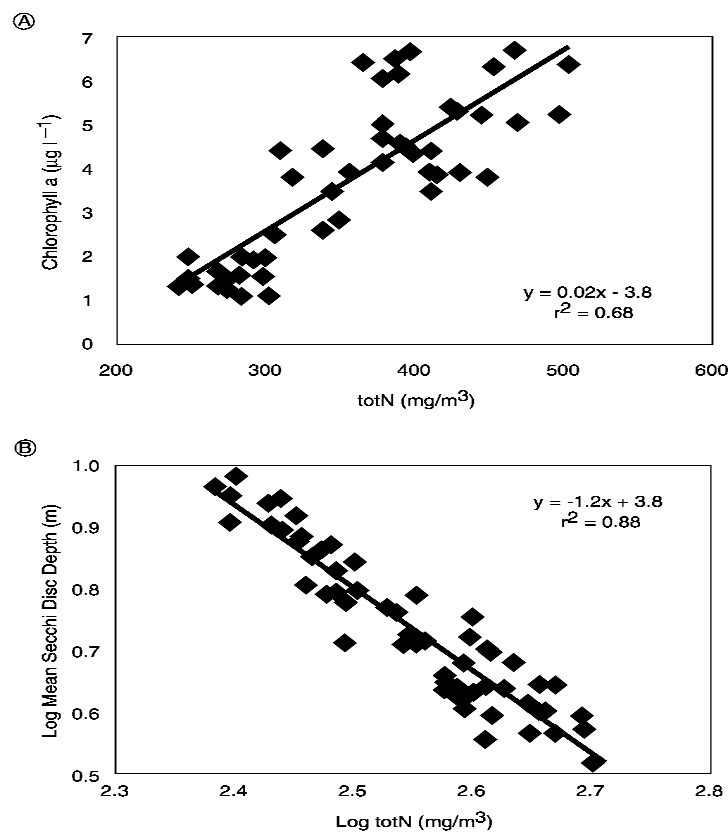 A
7
6
5
4
3
2
1
0
Chlorophyll a (µg l⁻¹)
y = 0.02x - 3.8
r² = 0.68
200 300 400 500 600
totN (mg/m³)
B
1.0
0.9
0.8
0.7
0.6
0.5
Log Mean Secchi Disc Depth (m)
y = -1.2x + 3.8
r² = 0.88
2.3 2.4 2.5 2.6 2.7 2.8
Log totN (mg/m³)